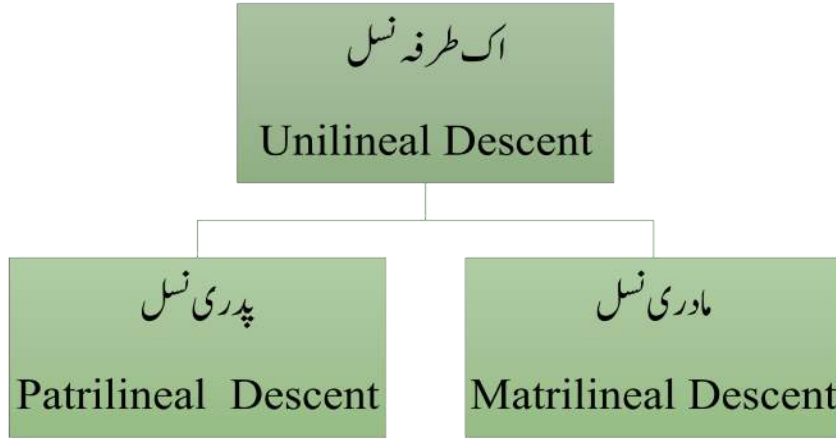 اک طرفہ نسل
Unilineal Descent
پدری نسل
Patrilineal Descent
مادری نسل
Matrilineal Descent